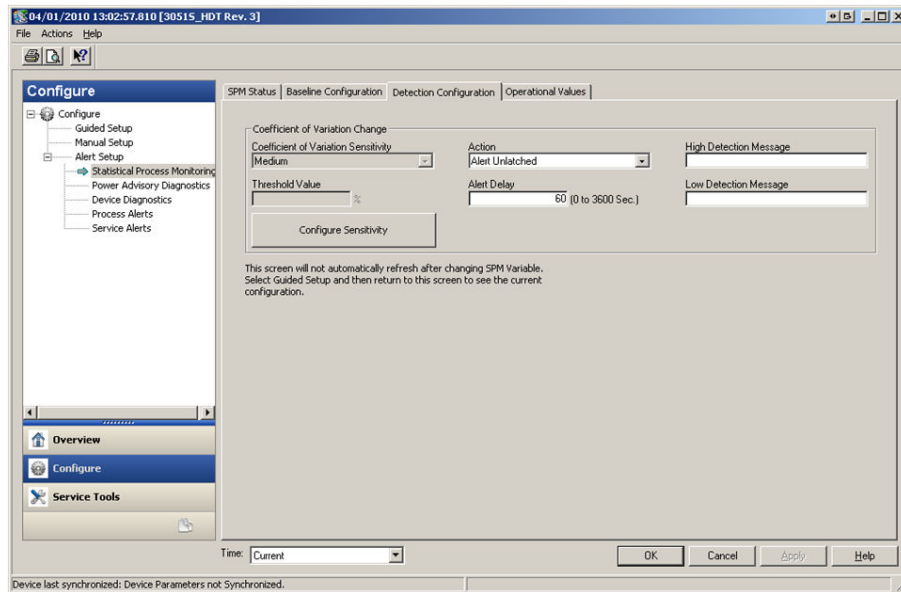 04/01/2010 13:02:57.810 [3051S_HDT Rev. 3]
File Actions Help
Configure
Configure
Guided Setup
Manual Setup
Alert Setup
Statistical Process Monitoring
Power Advisory Diagnostics
Device Diagnostics
Process Alerts
Service Alerts
Overview
Configure
Service Tools
SPM Status Baseline Configuration Detection Configuration Operational Values
Coefficient of Variation Change
Coefficient of Variation Sensitivity Action High Detection Message
Medium Alert Unlatched
Threshold Value Alert Delay Low Detection Message
% 60 (0 to 3600 Sec.)
Configure Sensitivity
This screen will not automatically refresh after changing SPM Variable.
Select Guided Setup and then return to this screen to see the current
configuration.
Time: Current OK Cancel Apply Help
Device last synchronized: Device Parameters not Synchronized.